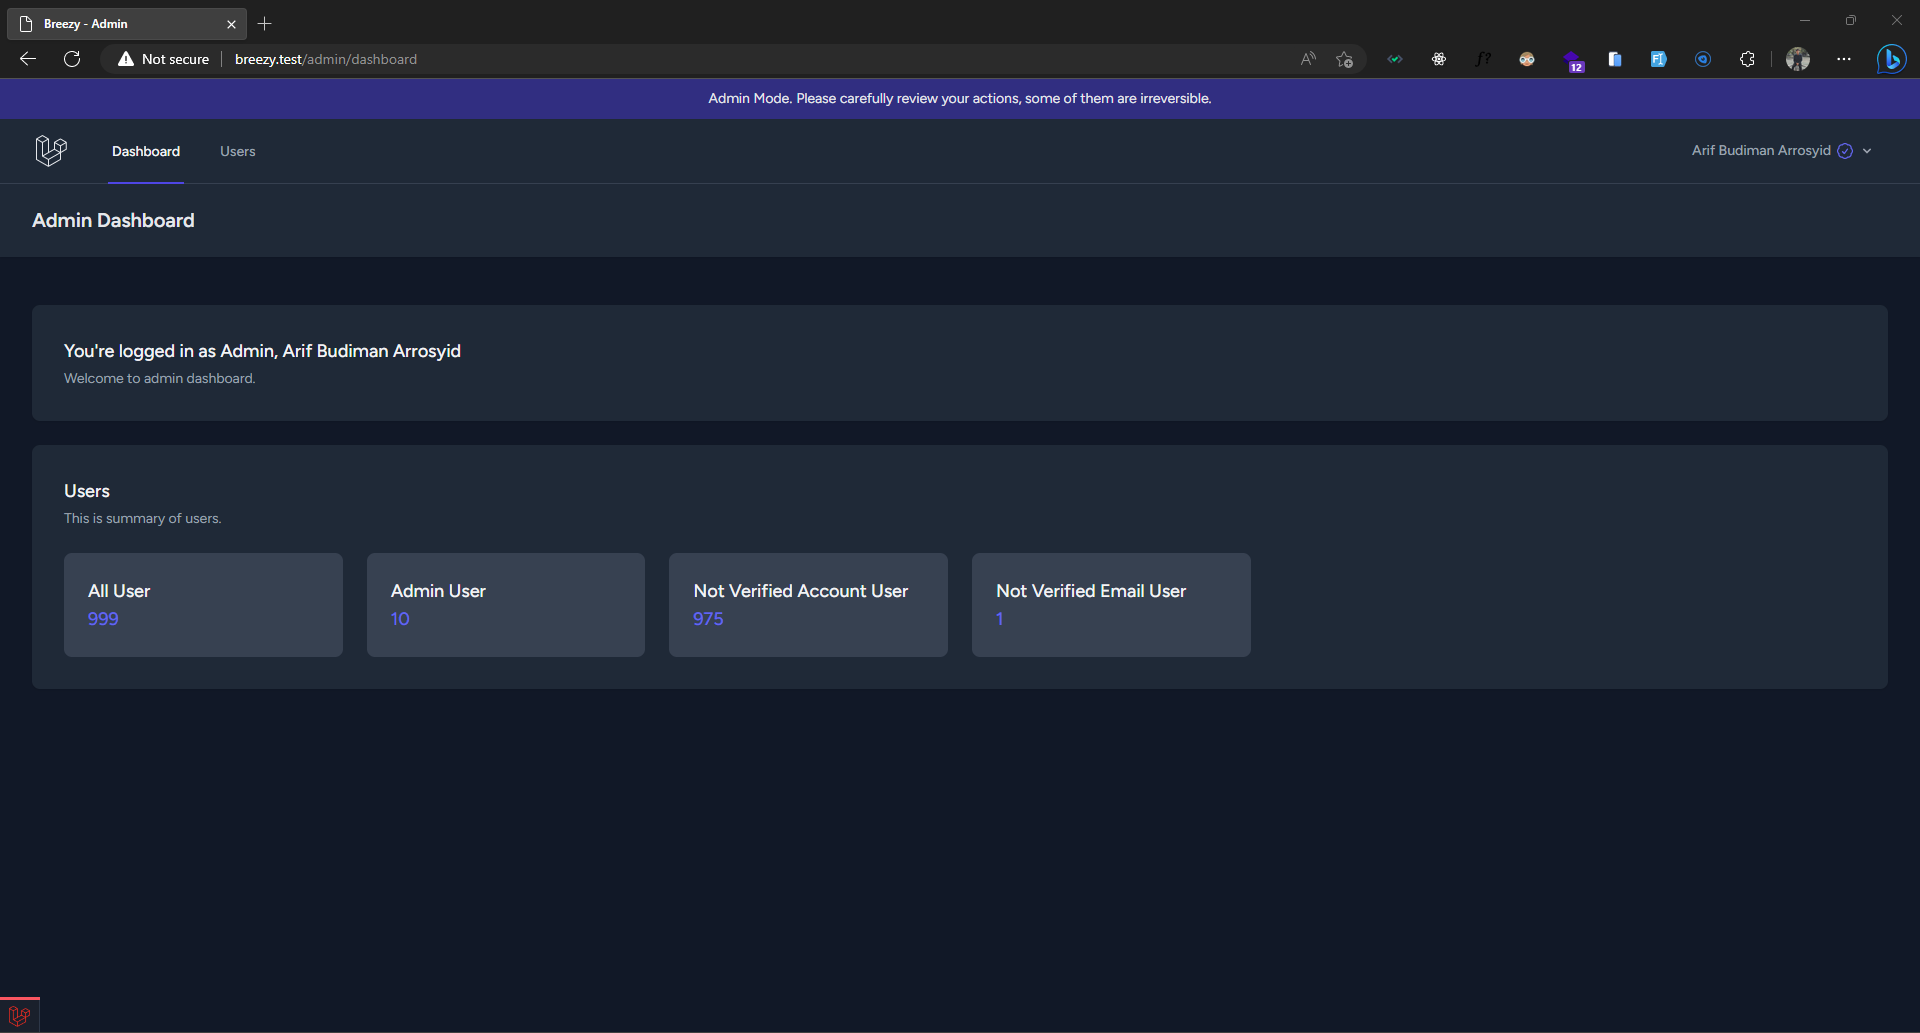 Breezy - Admin
Not secure
breezy.test/admin/dashboard
12
Admin Mode. Please carefully review your actions, some of them are irreversible.
Dashboard
Users
Arif Budiman Arrosyid
Admin Dashboard
You're logged in as Admin, Arif Budiman Arrosyid
Welcome to admin dashboard.
Users
This is summary of users.
All User
999
Admin User
10
Not Verified Account User
975
Not Verified Email User
1